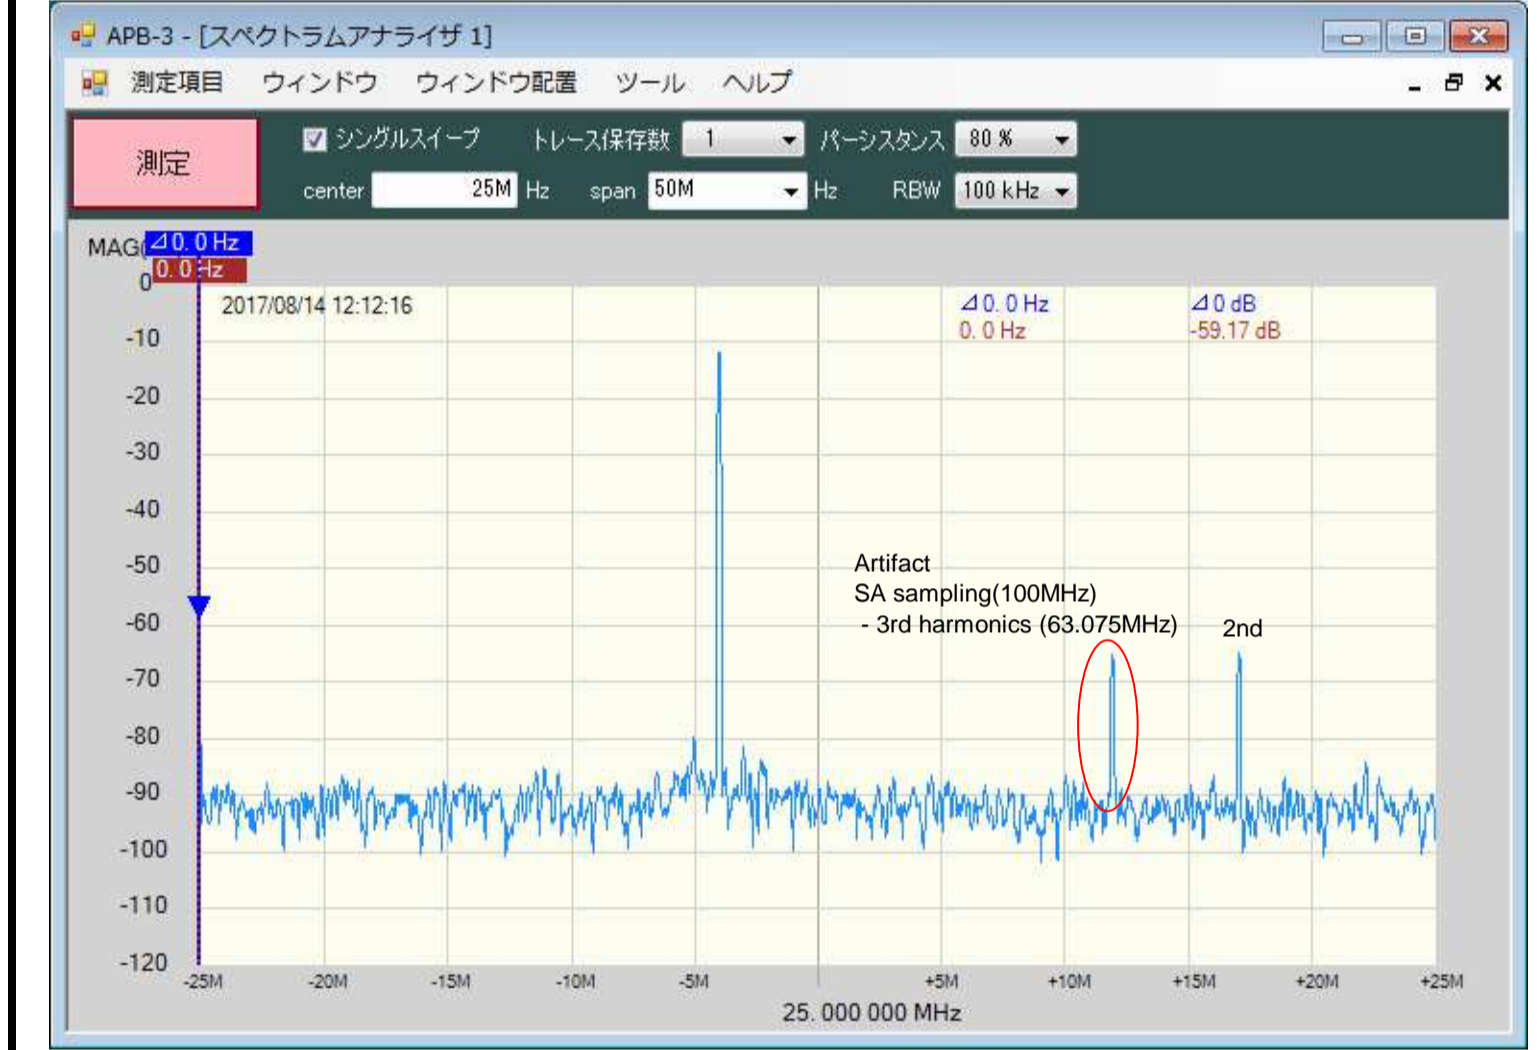 APB-3 - [スペクトラムアナライザ 1]
測定項目 ウィンドウ ウィンドウ配置 ツール ヘルプ
測定
シングルスイープ トレース保存数 1 パーシスタンス 80 %
center 25M Hz span 50M Hz RBW 100 kHz
MAG(
⊿0.0 Hz
0.0 Hz
2017/08/14 12:12:16
⊿0.0 Hz ⊿0 dB
0.0 Hz -59.17 dB
0
-10
-20
-30
-40
-50
-60
-70
-80
-90
-100
-110
-120
Artifact
SA sampling(100MHz)
- 3rd harmonics (63.075MHz)
2nd
-25M -20M -15M -10M -5M +5M +10M +15M +20M +25M
25.000 000 MHz